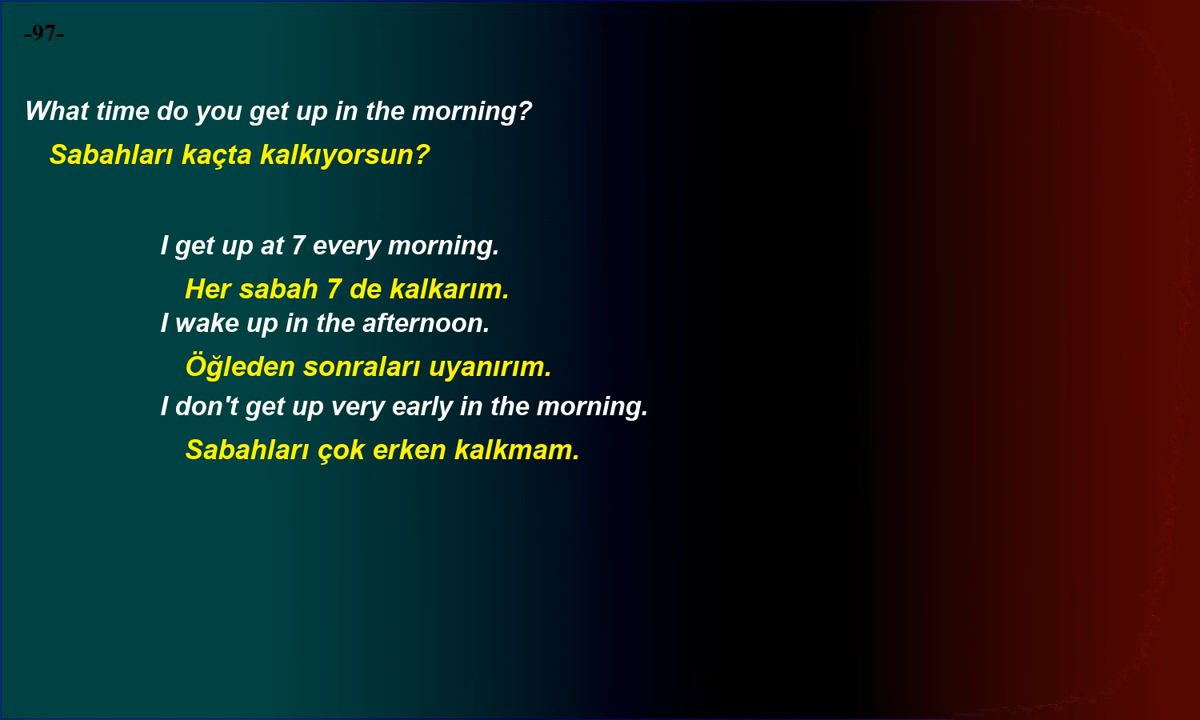 -97-
What time do you get up in the morning?
Sabahları kaçta kalkıyorsun?
I get up at 7 every morning.
Her sabah 7 de kalkarım.
I wake up in the afternoon.
Öğleden sonraları uyanırım.
I don't get up very early in the morning.
Sabahları çok erken kalkmam.